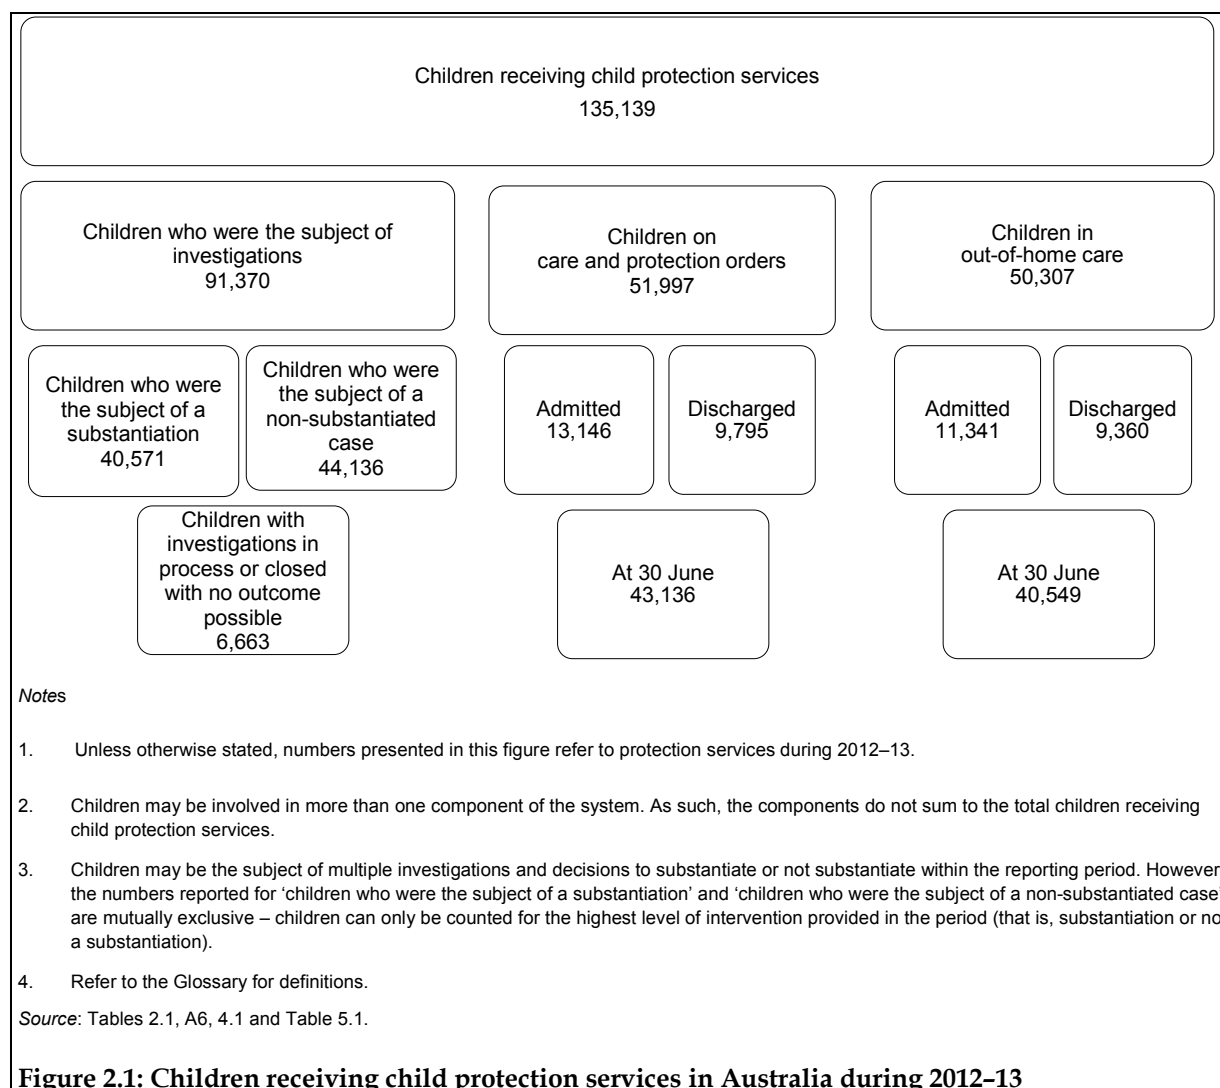 Children receiving child protection services
135,139
Children who were the subject of
investigations
91,370
Children on
care and protection orders
51,997
Children in
out-of-home care
50,307
Children who were
the subject of a
substantiation
40,571
Children who were
the subject of a
non-substantiated
case
44,136
Admitted
13,146
Discharged
9,795
Admitted
11,341
Discharged
9,360
Children with
investigations in
process or closed
with no outcome
possible
6,663
At 30 June
43,136
At 30 June
40,549
Notes
1. Unless otherwise stated, numbers presented in this figure refer to protection services during 2012–13.
2. Children may be involved in more than one component of the system. As such, the components do not sum to the total children receiving
child protection services.
3. Children may be the subject of multiple investigations and decisions to substantiate or not substantiate within the reporting period. However
the numbers reported for ‘children who were the subject of a substantiation’ and ‘children who were the subject of a non-substantiated case’
are mutually exclusive – children can only be counted for the highest level of intervention provided in the period (that is, substantiation or no
a substantiation).
4. Refer to the Glossary for definitions.
Source: Tables 2.1, A6, 4.1 and Table 5.1.
Figure 2.1: Children receiving child protection services in Australia during 2012–13